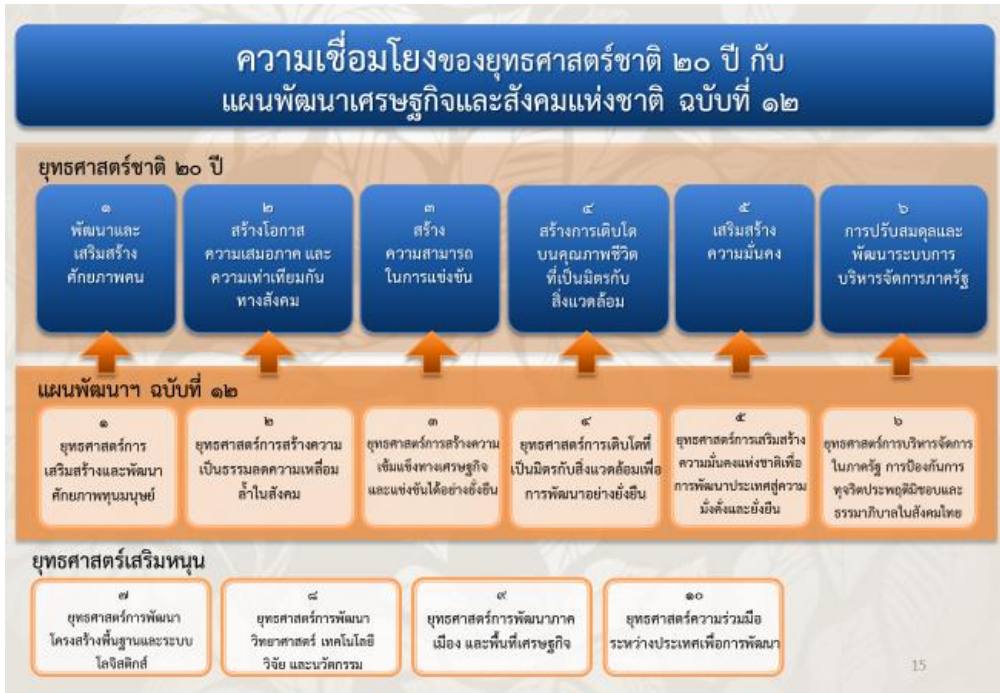 ความเชื่อมโยงของยุทธศาสตร์ชาติ ๒๐ ปี กับ
แผนพัฒนาเศรษฐกิจและสังคมแห่งชาติ ฉบับที่ ๑๒
ยุทธศาสตร์ชาติ ๒๐ ปี
๑
พัฒนาและ
เสริมสร้าง
ศักยภาพคน
๒
สร้างโอกาส
ความเสมอภาค และ
ความเท่าเทียมกัน
ทางสังคม
๓
สร้าง
ความสามารถ
ในการแข่งขัน
๔
สร้างการเติบโต
บนคุณภาพชีวิต
ที่เป็นมิตรกับ
สิ่งแวดล้อม
๕
เสริมสร้าง
ความมั่นคง
๖
การปรับสมดุลและ
พัฒนาระบบการ
บริหารจัดการภาครัฐ
แผนพัฒนาฯ ฉบับที่ ๑๒
๑
ยุทธศาสตร์การ
เสริมสร้างและพัฒนา
ศักยภาพทุนมนุษย์
๒
ยุทธศาสตร์การสร้างความ
เป็นธรรมลดความเหลื่อม
ล้ำในสังคม
๓
ยุทธศาสตร์การสร้างความ
เข้มแข็งทางเศรษฐกิจ
และแข่งขันได้อย่างยั่งยืน
๔
ยุทธศาสตร์การเติบโตที่
เป็นมิตรกับสิ่งแวดล้อมเพื่อ
การพัฒนาอย่างยั่งยืน
๕
ยุทธศาสตร์การเสริมสร้าง
ความมั่นคงแห่งชาติเพื่อ
การพัฒนาประเทศสู่ความ
มั่งคั่งและยั่งยืน
๖
ยุทธศาสตร์การบริหารจัดการ
ในภาครัฐ การป้องกันการ
ทุจริตประพฤติมิชอบและ
ธรรมาภิบาลในสังคมไทย
ยุทธศาสตร์เสริมหนุน
๗
ยุทธศาสตร์การพัฒนา
โครงสร้างพื้นฐานและระบบ
โลจิสติกส์
๘
ยุทธศาสตร์การพัฒนา
วิทยาศาสตร์ เทคโนโลยี
วิจัย และนวัตกรรม
๙
ยุทธศาสตร์การพัฒนาภาค
เมือง และพื้นที่เศรษฐกิจ
๑๐
ยุทธศาสตร์ความร่วมมือ
ระหว่างประเทศเพื่อการพัฒนา
15